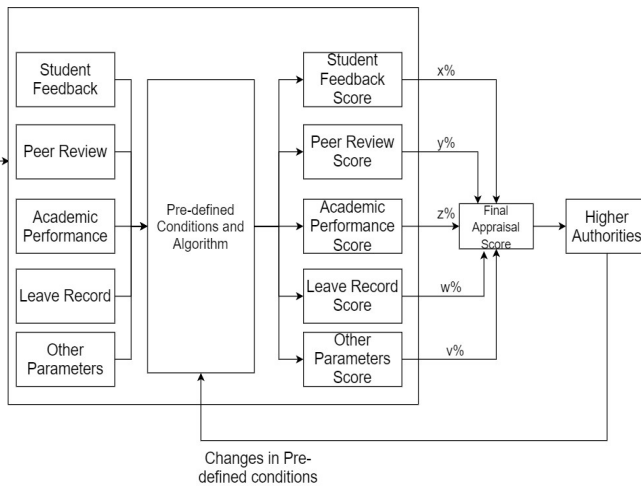 Student
Feedback
Peer Review
Academic
Performance
Leave Record
Other
Parameters
Pre-defined
Conditions and
Algorithm
Student
Feedback
Score
Peer Review
Score
Academic
Performance
Score
Leave Record
Score
Other
Parameters
Score
x%
y%
z%
w%
v%
Final
Appraisal
Score
Higher
Authorities
Changes in Pre-
defined conditions